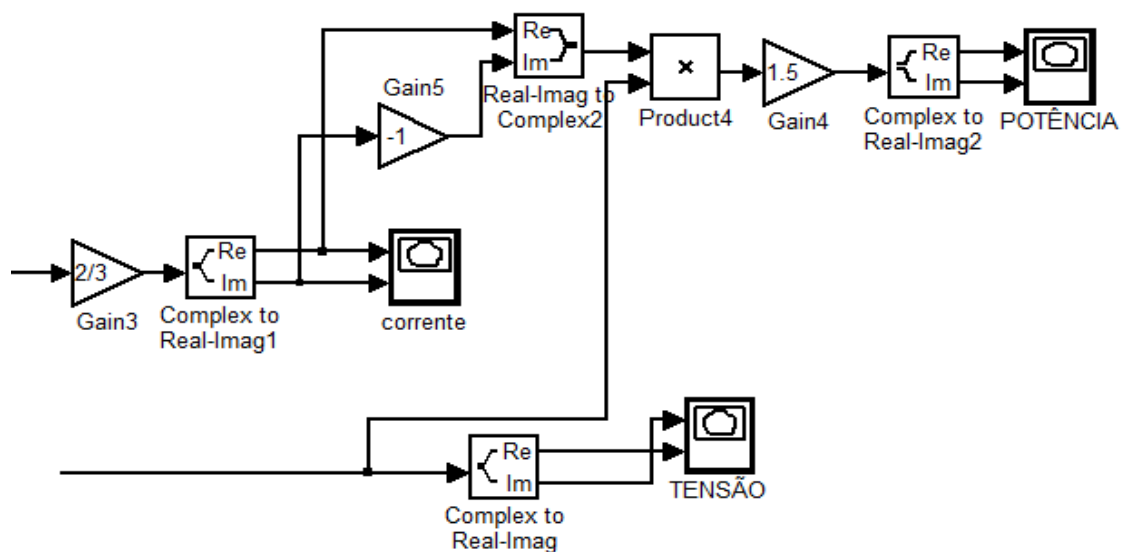 Re
Im
Real-Imag to
Complex2
Gain5
-1
×
Product4
1.5
Gain4
Re
Im
Complex to
Real-Imag2
POTÊNCIA
2/3
Gain3
Re
Im
Complex to
Real-Imag1
corrente
Re
Im
Complex to
Real-Imag
TENSÃO